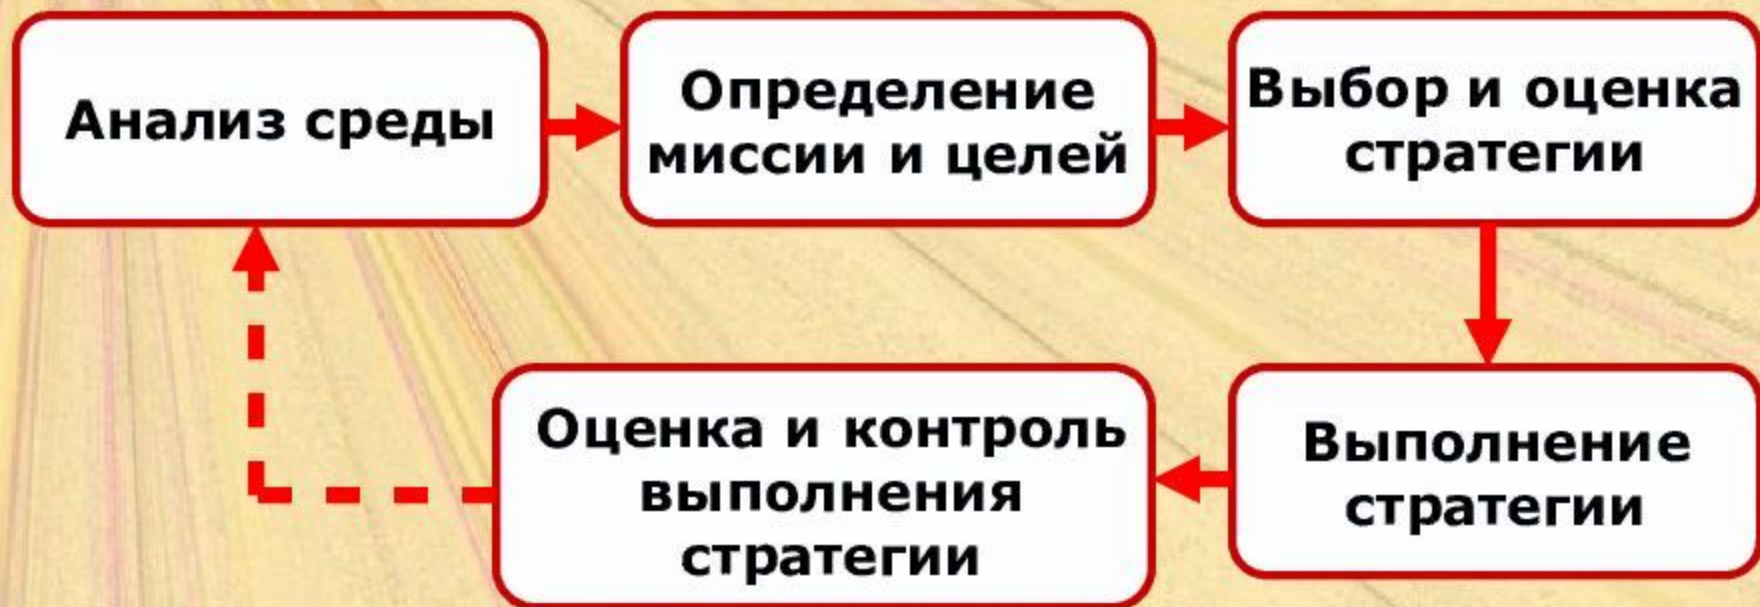 Анализ среды
Определение
миссии и целей
Выбор и оценка
стратегии
Выполнение
стратегии
Оценка и контроль
выполнения
стратегии